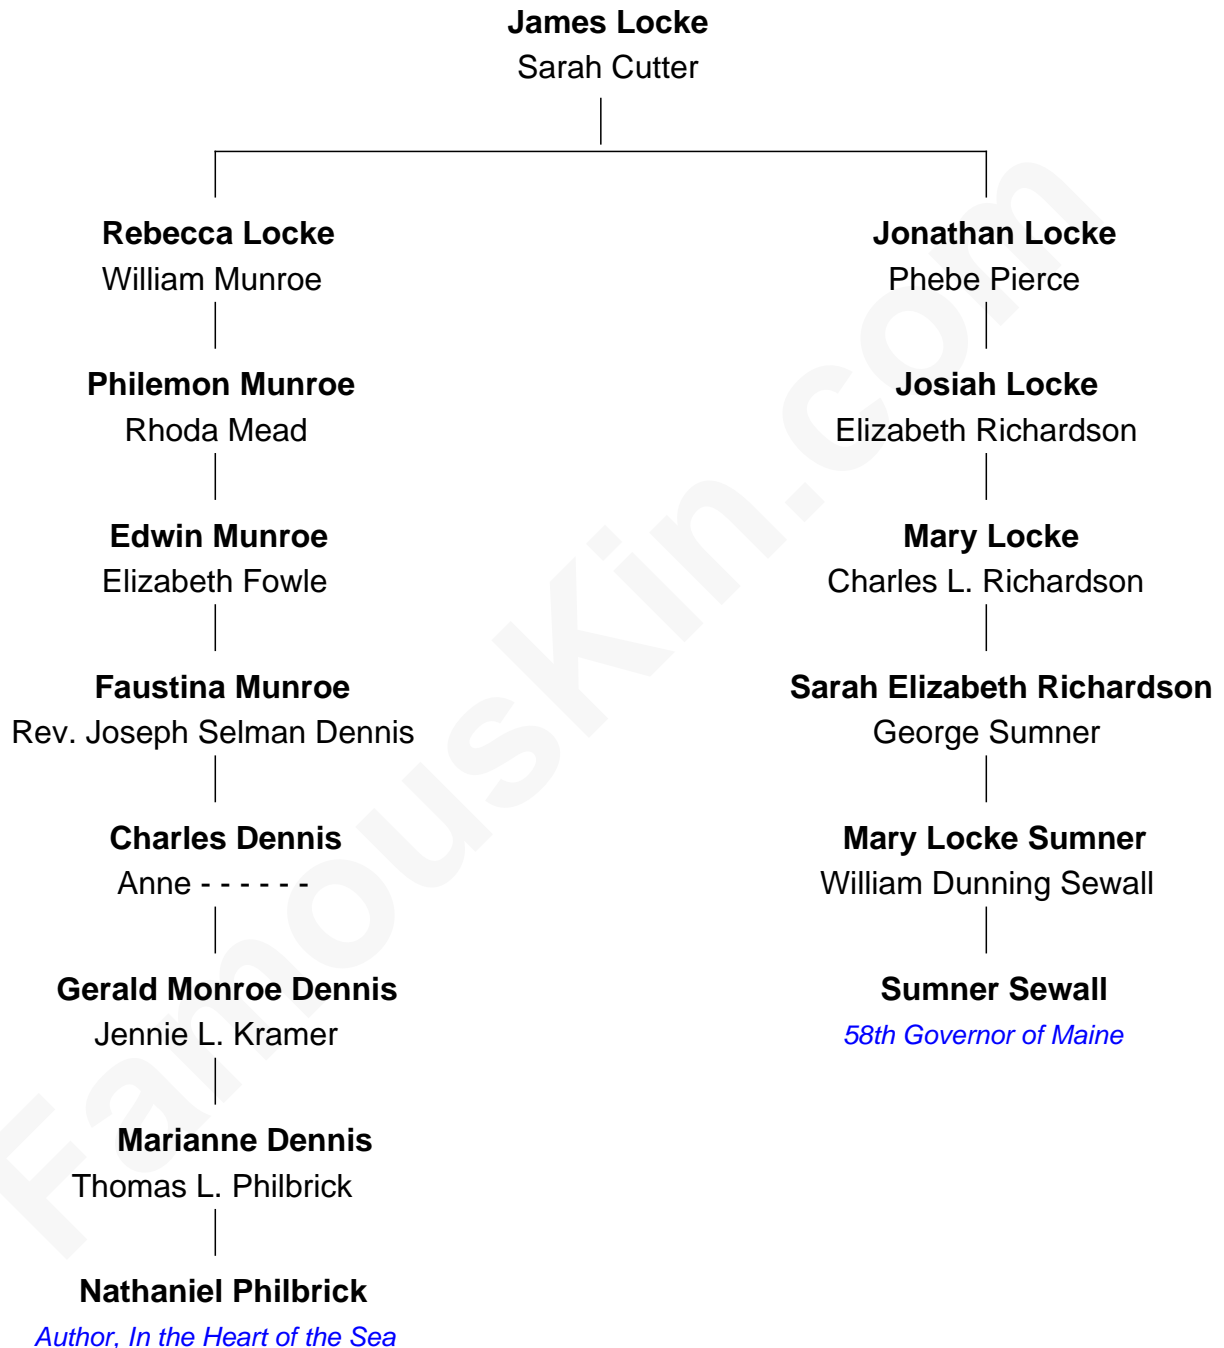 James Locke
Sarah Cutter
Rebecca Locke
William Munroe
Jonathan Locke
Phebe Pierce
Philemon Munroe
Rhoda Mead
Josiah Locke
Elizabeth Richardson
Edwin Munroe
Elizabeth Fowle
Mary Locke
Charles L. Richardson
Faustina Munroe
Rev. Joseph Selman Dennis
Sarah Elizabeth Richardson
George Sumner
Charles Dennis
Anne - - - - - -
Mary Locke Sumner
William Dunning Sewall
Gerald Monroe Dennis
Jennie L. Kramer
Sumner Sewall
58th Governor of Maine
Marianne Dennis
Thomas L. Philbrick
Nathaniel Philbrick
Author, In the Heart of the Sea
FamousKin.com